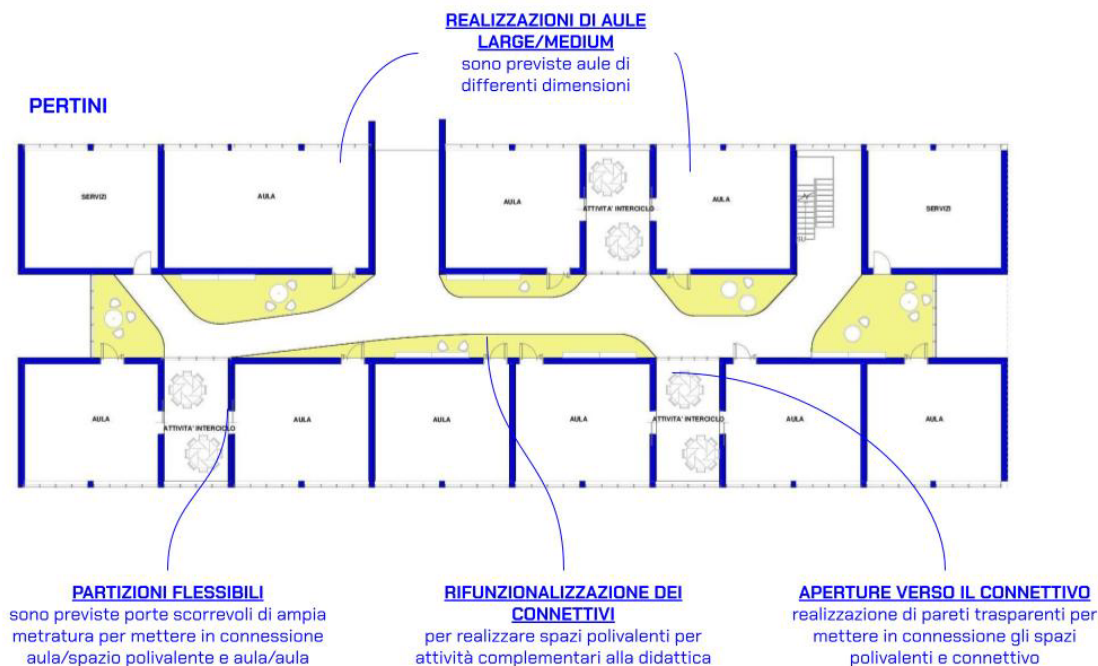 REALIZZAZIONI DI AULE
LARGE/MEDIUM
sono previste aule di
differenti dimensioni
PERTINI
SERVIZI
AULA
AULA
ATTIVITA' INTERCICLO
AULA
SERVIZI
AULA
ATTIVITA' INTERCICLO
AULA
AULA
AULA
ATTIVITA' INTERCICLO
AULA
AULA
PARTIZIONI FLESSIBILI
sono previste porte scorrevoli di ampia
metratura per mettere in connessione
aula/spazio polivalente e aula/aula
RIFUNZIONALIZZAZIONE DEI
CONNETTIVI
per realizzare spazi polivalenti per
attività complementari alla didattica
APERTURE VERSO IL CONNETTIVO
realizzazione di pareti trasparenti per
mettere in connessione gli spazi
polivalenti e connettivo